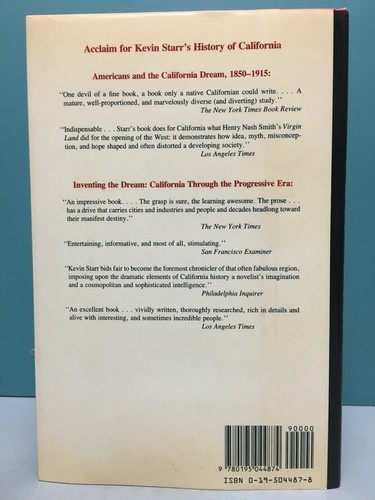 Acclaim for Kevin Starr's History of California
Americans and the California Dream, 1850–1915:
"One devil of a fine book, a book only a native Californian could write. . . . A
mature, well-proportioned, and marvelously diverse (and diverting) study."
The New York Times Book Review
"Indispensable . . . Starr's book does for California what Henry Nash Smith's Virgin
Land did for the opening of the West: it demonstrates how idea, myth, misconcep-
tion, and hope shaped and often distorted a developing society."
Los Angeles Times
Inventing the Dream: California Through the Progressive Era:
"An impressive book. . . . The grasp is sure, the learning awesome. The prose . . .
has a drive that carries cities and industries and people and decades headlong toward
their manifest destiny."
The New York Times
"Entertaining, informative, and most of all, stimulating."
San Francisco Examiner
"Kevin Starr bids fair to become the foremost chronicler of that often fabulous region,
imposing upon the dramatic elements of California history a novelist's imagination
and a cosmopolitan and sophisticated intelligence."
Philadelphia Inquirer
"An excellent book . . . vividly written, thoroughly researched, rich in details and
alive with interesting, and sometimes incredible people."
Los Angeles Times
90000
9 780195 044874
ISBN 0-19-504487-8